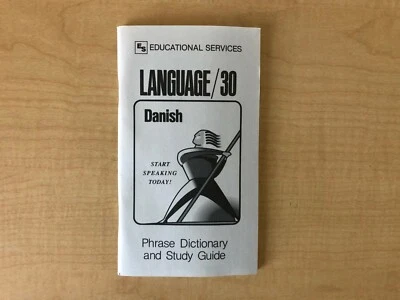 ES EDUCATIONAL SERVICES
LANGUAGE/30
Danish
START
SPEAKING
TODAY!
Phrase Dictionary
and Study Guide